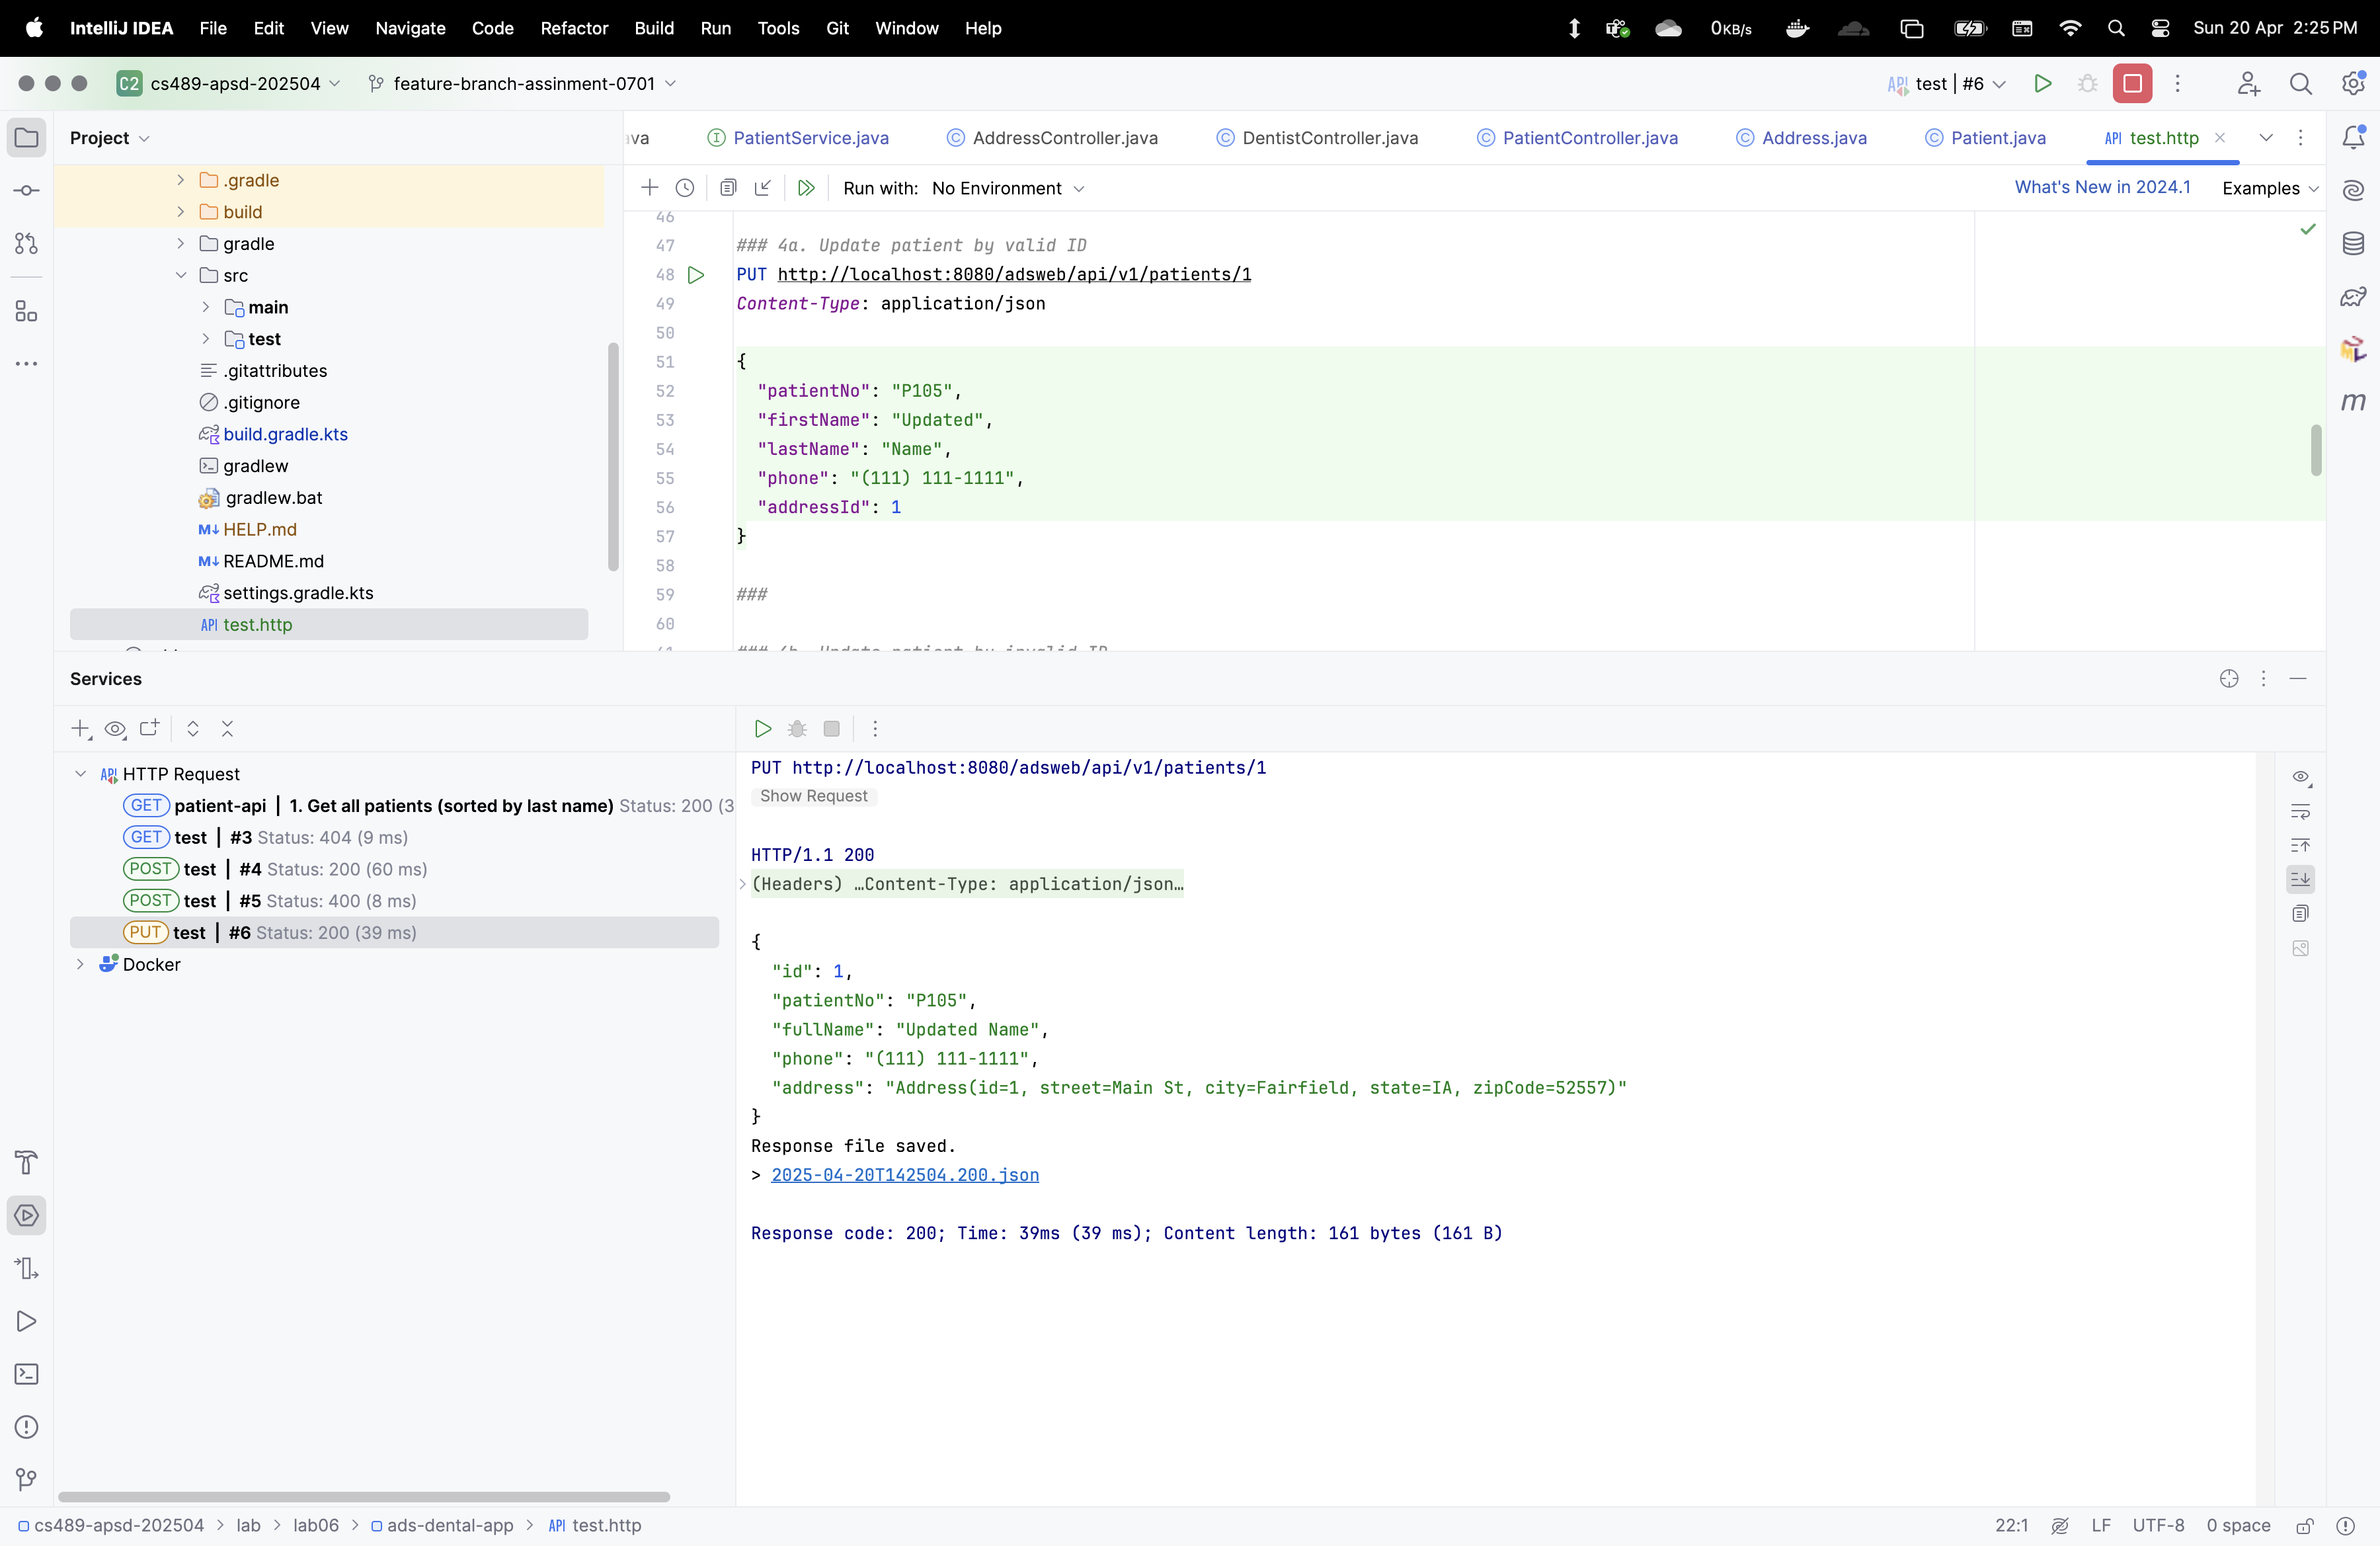 IntelliJ IDEA File Edit View Navigate Code Refactor Build Run Tools Git Window Help 0KB/s Sun 20 Apr 2:25 PM
C2 cs489-apsd-202504 feature-branch-assinment-0701 API test | #6
Project
.gradle
build
gradle
src
main
test
.gitattributes
.gitignore
build.gradle.kts
gradlew
gradlew.bat
M↓ HELP.md
M↓ README.md
settings.gradle.kts
API test.http
ava PatientService.java AddressController.java DentistController.java PatientController.java Address.java Patient.java API test.http
Run with: No Environment What's New in 2024.1 Examples
46
47 ### 4a. Update patient by valid ID
48 PUT http://localhost:8080/adsweb/api/v1/patients/1
49 Content-Type: application/json
50
51 {
52 "patientNo": "P105",
53 "firstName": "Updated",
54 "lastName": "Name",
55 "phone": "(111) 111-1111",
56 "addressId": 1
57 }
58
59 ###
60
61 ### 4b. Update patient by invalid ID
Services
HTTP Request
GET patient-api | 1. Get all patients (sorted by last name) Status: 200 (3
GET test | #3 Status: 404 (9 ms)
POST test | #4 Status: 200 (60 ms)
POST test | #5 Status: 400 (8 ms)
PUT test | #6 Status: 200 (39 ms)
Docker
PUT http://localhost:8080/adsweb/api/v1/patients/1
Show Request
HTTP/1.1 200
(Headers) …Content-Type: application/json…
{
"id": 1,
"patientNo": "P105",
"fullName": "Updated Name",
"phone": "(111) 111-1111",
"address": "Address(id=1, street=Main St, city=Fairfield, state=IA, zipCode=52557)"
}
Response file saved.
> 2025-04-20T142504.200.json
Response code: 200; Time: 39ms (39 ms); Content length: 161 bytes (161 B)
cs489-apsd-202504 > lab > lab06 > ads-dental-app > API test.http 22:1 LF UTF-8 0 space